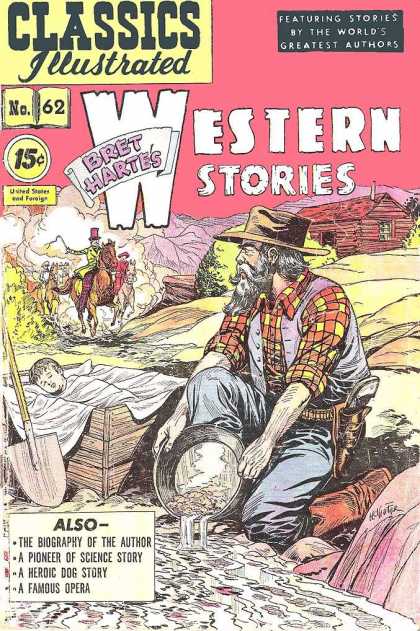 CLASSICS
Illustrated
FEATURING STORIES
BY THE WORLD'S
GREATEST AUTHORS
No. 62
15¢
United States
and Foreign
BRET
HARTE'S
WESTERN
STORIES
ALSO—
• THE BIOGRAPHY OF THE AUTHOR
• A PIONEER OF SCIENCE STORY
• A HEROIC DOG STORY
• A FAMOUS OPERA